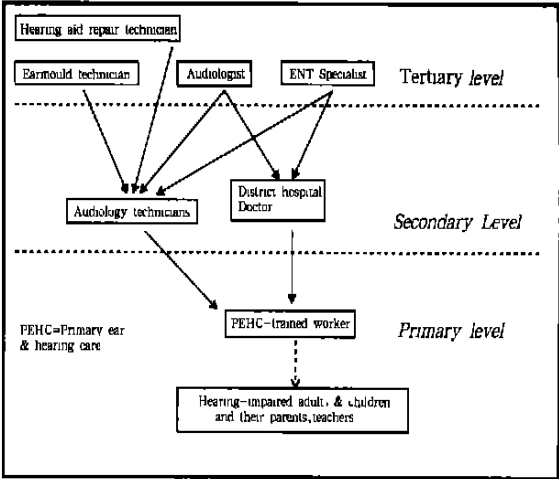 Hearing aid repair technician
Earmould technician
Audiologist
ENT Specialist
Tertiary level
Audiology technicians
District hospital
Doctor
Secondary Level
PEHC-trained worker
Primary level
PEHC=Primary ear
& hearing care
Hearing-impaired adult, & children
and their parents,teachers